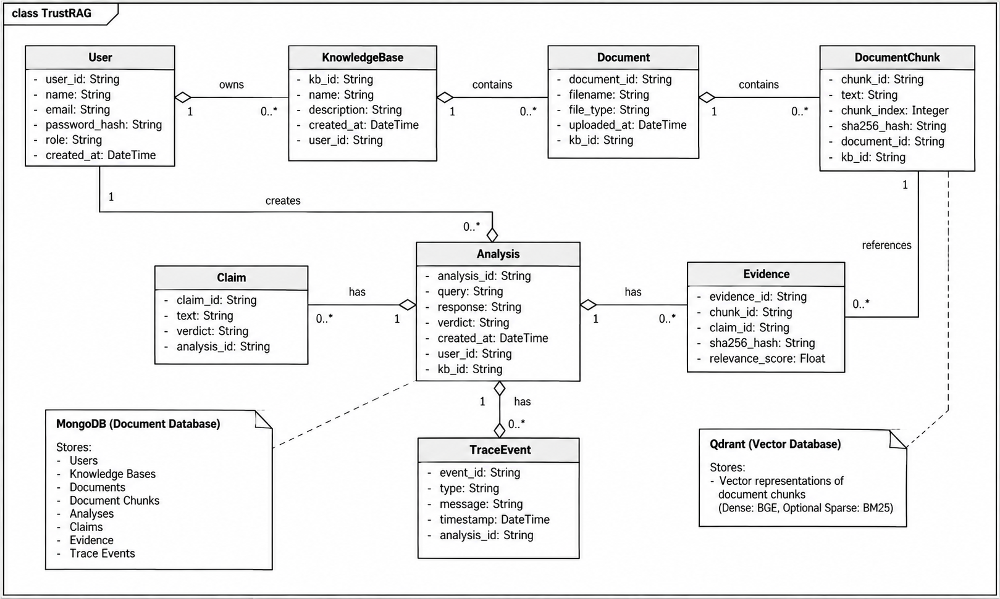 class TrustRAG
User
- user_id: String
- name: String
- email: String
- password_hash: String
- role: String
- created_at: DateTime
owns
1
0..*
KnowledgeBase
- kb_id: String
- name: String
- description: String
- created_at: DateTime
- user_id: String
contains
1
0..*
Document
- document_id: String
- filename: String
- file_type: String
- uploaded_at: DateTime
- kb_id: String
contains
1
0..*
DocumentChunk
- chunk_id: String
- text: String
- chunk_index: Integer
- sha256_hash: String
- document_id: String
- kb_id: String
1
creates
0..*
1
references
0..*
Claim
- claim_id: String
- text: String
- verdict: String
- analysis_id: String
has
0..*
1
Analysis
- analysis_id: String
- query: String
- response: String
- verdict: String
- created_at: DateTime
- user_id: String
- kb_id: String
has
1
0..*
Evidence
- evidence_id: String
- chunk_id: String
- claim_id: String
- sha256_hash: String
- relevance_score: Float
1
has
0..*
TraceEvent
- event_id: String
- type: String
- message: String
- timestamp: DateTime
- analysis_id: String
MongoDB (Document Database)
Stores:
- Users
- Knowledge Bases
- Documents
- Document Chunks
- Analyses
- Claims
- Evidence
- Trace Events
Qdrant (Vector Database)
Stores:
- Vector representations of
document chunks
(Dense: BGE, Optional Sparse: BM25)